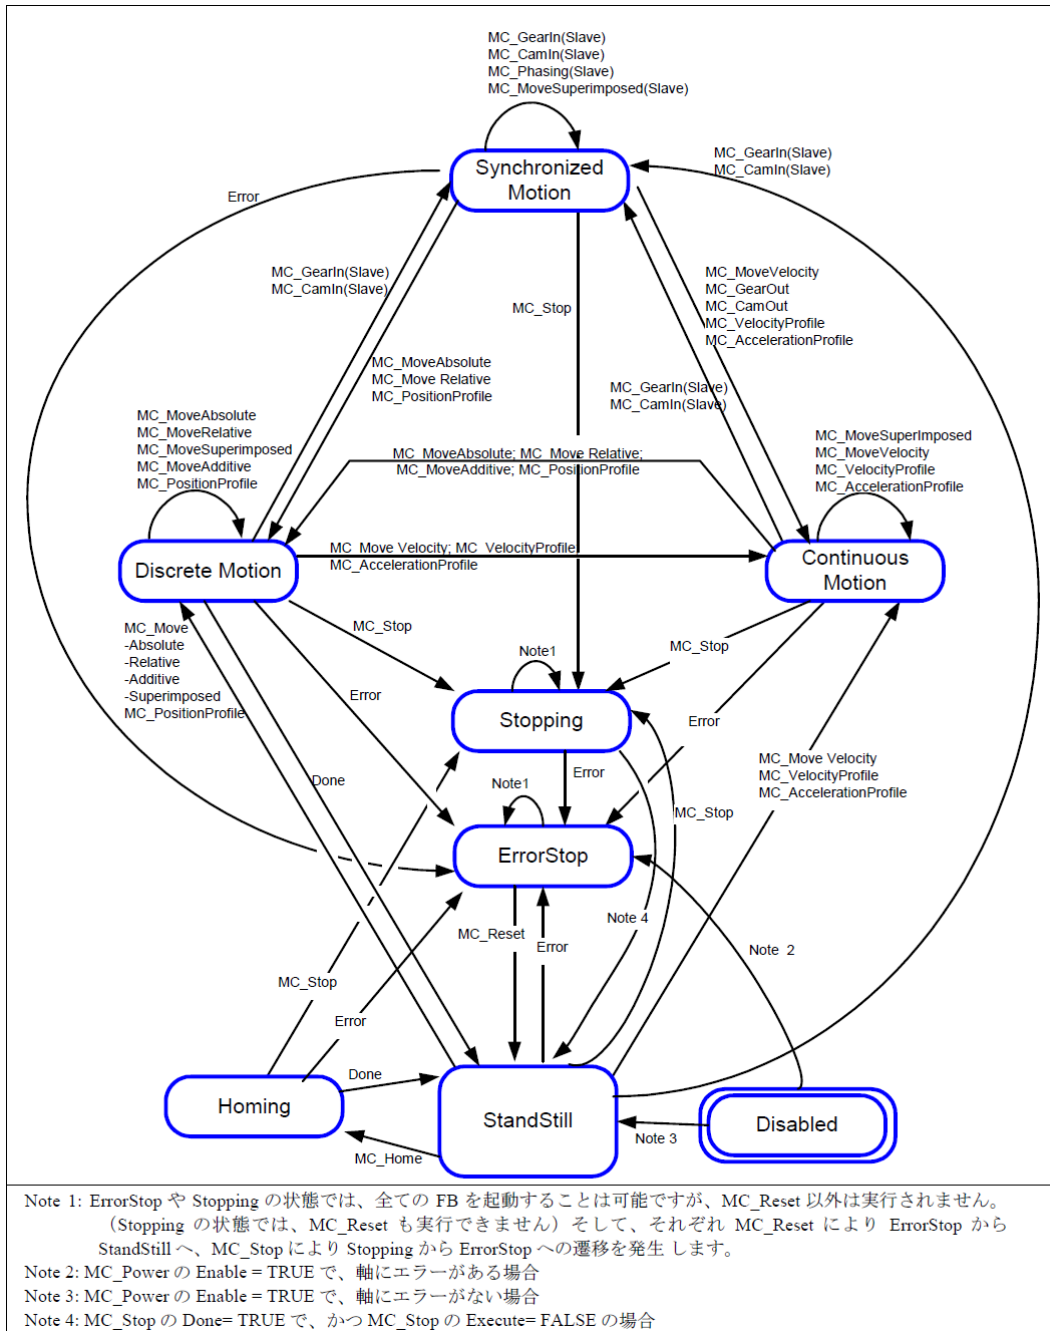 MC_GearIn(Slave)
MC_CamIn(Slave)
MC_Phasing(Slave)
MC_MoveSuperimposed(Slave)
MC_GearIn(Slave)
MC_CamIn(Slave)
Synchronized
Motion
Error
MC_GearIn(Slave)
MC_CamIn(Slave)
MC_MoveVelocity
MC_GearOut
MC_CamOut
MC_VelocityProfile
MC_AccelerationProfile
MC_Stop
MC_MoveAbsolute
MC_Move Relative
MC_PositionProfile
MC_GearIn(Slave)
MC_CamIn(Slave)
MC_MoveAbsolute
MC_MoveRelative
MC_MoveSuperimposed
MC_MoveAdditive
MC_PositionProfile
MC_MoveAbsolute; MC_Move Relative;
MC_MoveAdditive; MC_PositionProfile
MC_MoveSuperImposed
MC_MoveVelocity
MC_VelocityProfile
MC_AccelerationProfile
Discrete Motion
MC_Move Velocity; MC_VelocityProfile
MC_AccelerationProfile
Continuous
Motion
MC_Move
-Absolute
-Relative
-Additive
-Superimposed
MC_PositionProfile
MC_Stop
Note1
MC_Stop
Error
Stopping
Error
Done
Note1
Error
MC_Move Velocity
MC_VelocityProfile
MC_AccelerationProfile
MC_Stop
ErrorStop
MC_Reset
Error
Note 4
Note 2
MC_Stop
Error
Done
Homing
MC_Home
StandStill
Note 3
Disabled
Note 1: ErrorStop や Stopping の状態では、全ての FB を起動することは可能ですが、MC_Reset 以外は実行されません。
（Stopping の状態では、MC_Reset も実行できません）そして、それぞれ MC_Reset により ErrorStop から
StandStill へ、MC_Stop により Stopping から ErrorStop への遷移を発生 します。
Note 2: MC_Power の Enable = TRUE で、軸にエラーがある場合
Note 3: MC_Power の Enable = TRUE で、軸にエラーがない場合
Note 4: MC_Stop の Done= TRUE で、かつ MC_Stop の Execute= FALSE の場合